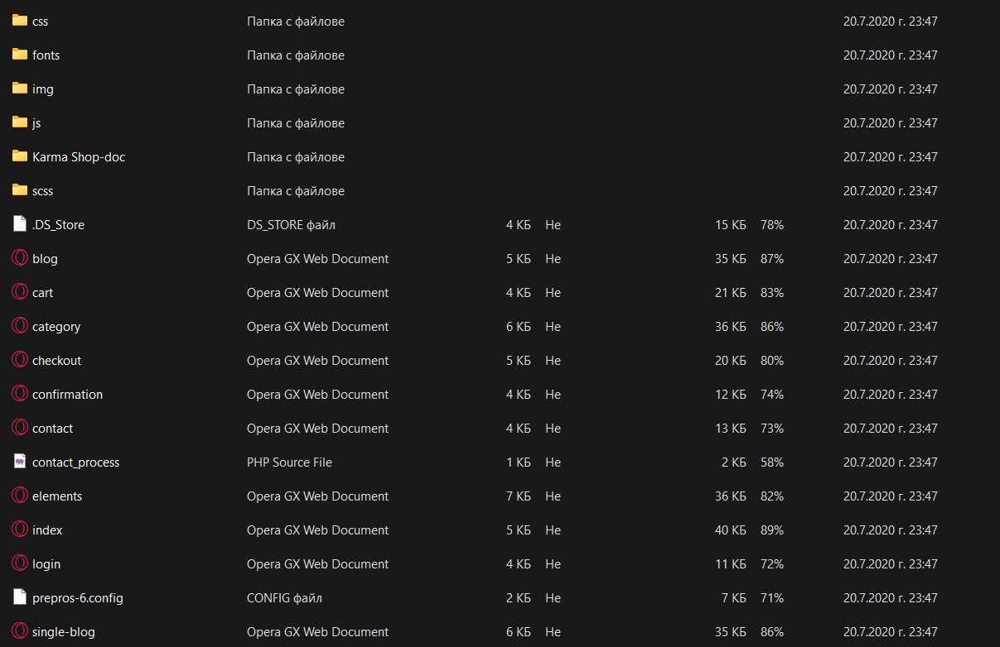 css Папка с файлове 20.7.2020 г. 23:47
fonts Папка с файлове 20.7.2020 г. 23:47
img Папка с файлове 20.7.2020 г. 23:47
js Папка с файлове 20.7.2020 г. 23:47
Karma Shop-doc Папка с файлове 20.7.2020 г. 23:47
scss Папка с файлове 20.7.2020 г. 23:47
.DS_Store DS_STORE файл 4 КБ Не 15 КБ 78% 20.7.2020 г. 23:47
blog Opera GX Web Document 5 КБ Не 35 КБ 87% 20.7.2020 г. 23:47
cart Opera GX Web Document 4 КБ Не 21 КБ 83% 20.7.2020 г. 23:47
category Opera GX Web Document 6 КБ Не 36 КБ 86% 20.7.2020 г. 23:47
checkout Opera GX Web Document 5 КБ Не 20 КБ 80% 20.7.2020 г. 23:47
confirmation Opera GX Web Document 4 КБ Не 12 КБ 74% 20.7.2020 г. 23:47
contact Opera GX Web Document 4 КБ Не 13 КБ 73% 20.7.2020 г. 23:47
contact_process PHP Source File 1 КБ Не 2 КБ 58% 20.7.2020 г. 23:47
elements Opera GX Web Document 7 КБ Не 36 КБ 82% 20.7.2020 г. 23:47
index Opera GX Web Document 5 КБ Не 40 КБ 89% 20.7.2020 г. 23:47
login Opera GX Web Document 4 КБ Не 11 КБ 72% 20.7.2020 г. 23:47
prepros-6.config CONFIG файл 2 КБ Не 7 КБ 71% 20.7.2020 г. 23:47
single-blog Opera GX Web Document 6 КБ Не 35 КБ 86% 20.7.2020 г. 23:47